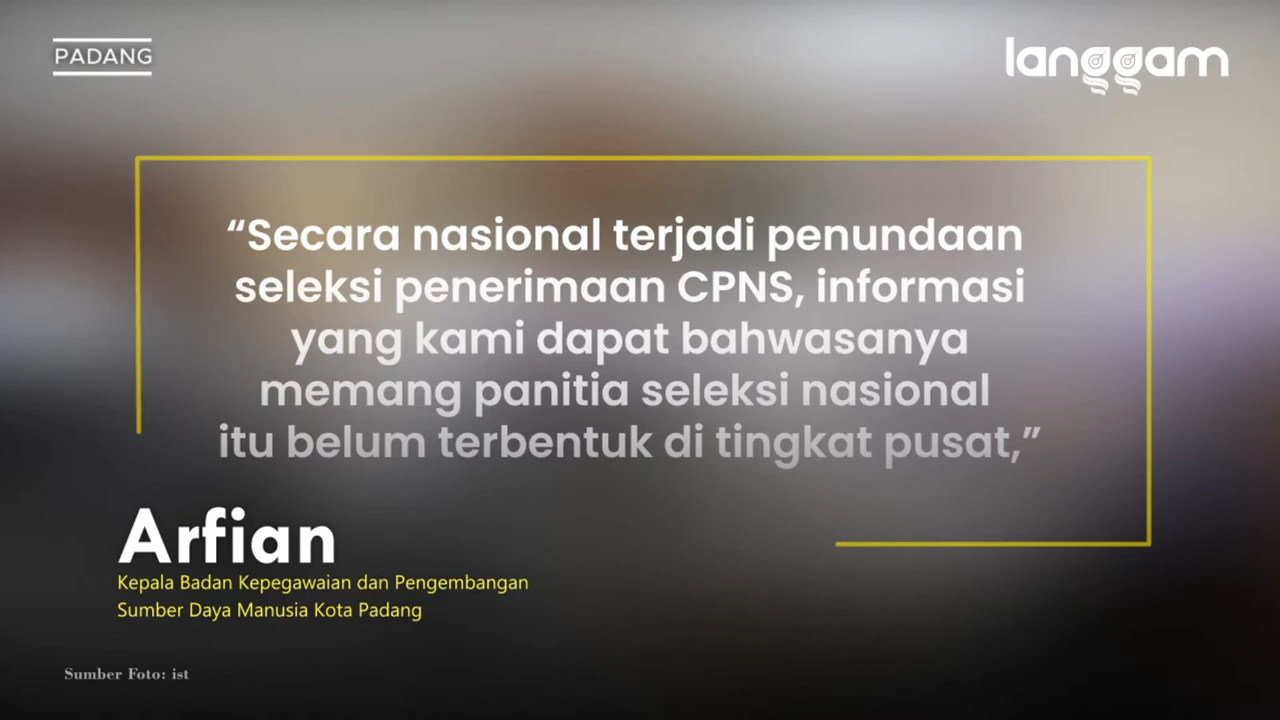 PADANG
langgam
“Secara nasional terjadi penundaan
seleksi penerimaan CPNS, informasi
yang kami dapat bahwasanya
memang panitia seleksi nasional
itu belum terbentuk di tingkat pusat,”
Arfian
Kepala Badan Kepegawaian dan Pengembangan
Sumber Daya Manusia Kota Padang
Sumber Foto: ist